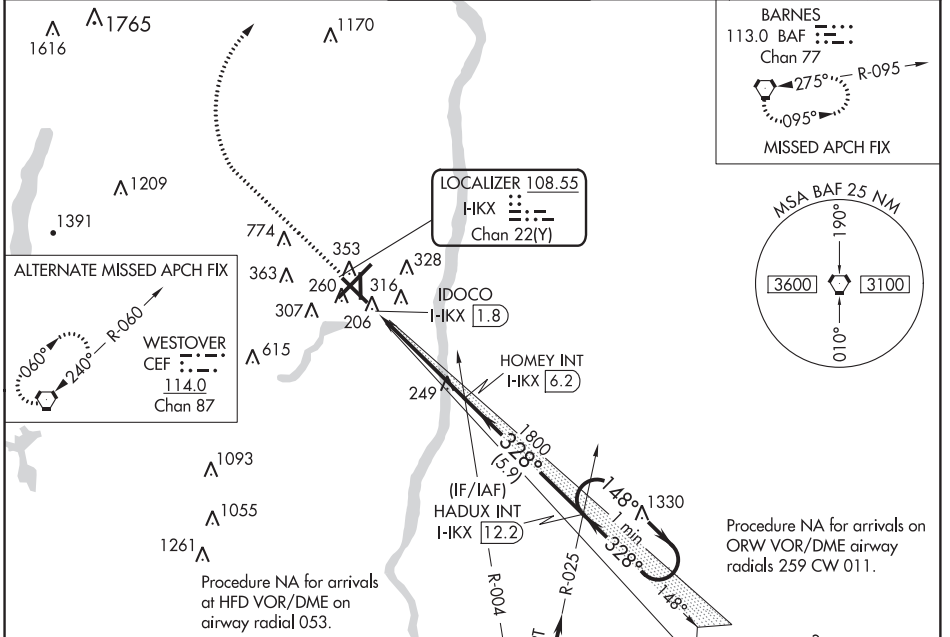 1616
1765
1170
BARNES
113.0 BAF
Chan 77
275°
R-095
095°
MISSED APCH FIX
1209
1391
LOCALIZER 108.55
I-IKX
Chan 22(Y)
MSA BAF 25 NM
190°
3600
3100
010°
774
353
328
363
260
316
307
206
IDOCO
I-IKX 1.8
ALTERNATE MISSED APCH FIX
R-060
060°
240°
WESTOVER
CEF
114.0
Chan 87
615
249
HOMEY INT
I-IKX 6.2
1800
328°
(5.9)
(IF/IAF)
HADUX INT
I-IKX 12.2
148°
1330
1 min
328°
148°
1093
1055
1261
R-004
R-025
Procedure NA for arrivals
at HFD VOR/DME on
airway radial 053.
Procedure NA for arrivals on
ORW VOR/DME airway
radials 259 CW 011.